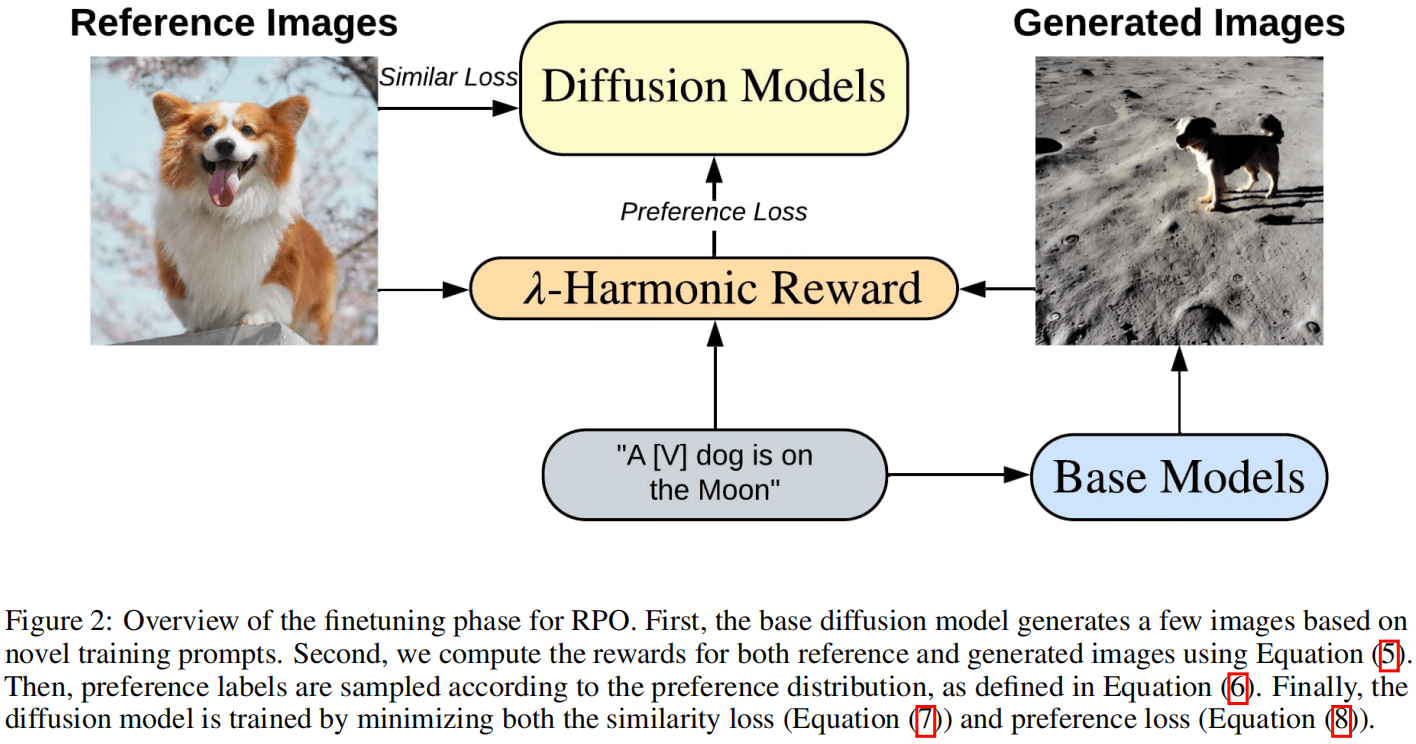 Reference Images
Generated Images
Similar Loss
Diffusion Models
Preference Loss
λ-Harmonic Reward
"A [V] dog is on
the Moon"
Base Models
Figure 2: Overview of the finetuning phase for RPO. First, the base diffusion model generates a few images based on
novel training prompts. Second, we compute the rewards for both reference and generated images using Equation (5).
Then, preference labels are sampled according to the preference distribution, as defined in Equation (6). Finally, the
diffusion model is trained by minimizing both the similarity loss (Equation (7)) and preference loss (Equation (8)).